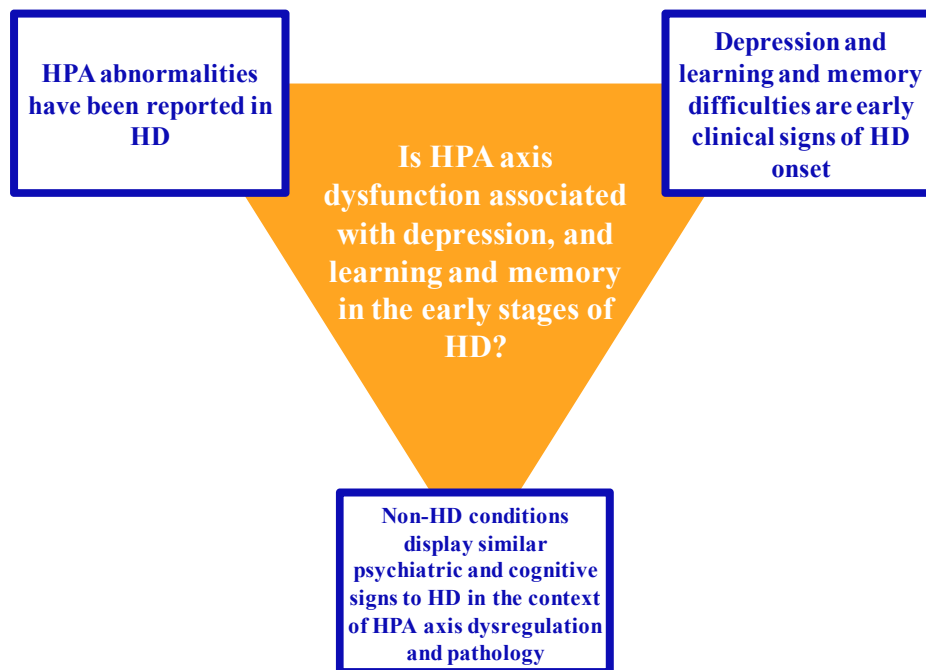 HPA abnormalities
have been reported in
HD
Depression and
learning and memory
difficulties are early
clinical signs of HD
onset
Is HPA axis
dysfunction associated
with depression, and
learning and memory
in the early stages of
HD?
Non-HD conditions
display similar
psychiatric and cognitive
signs to HD in the context
of HPA axis dysregulation
and pathology